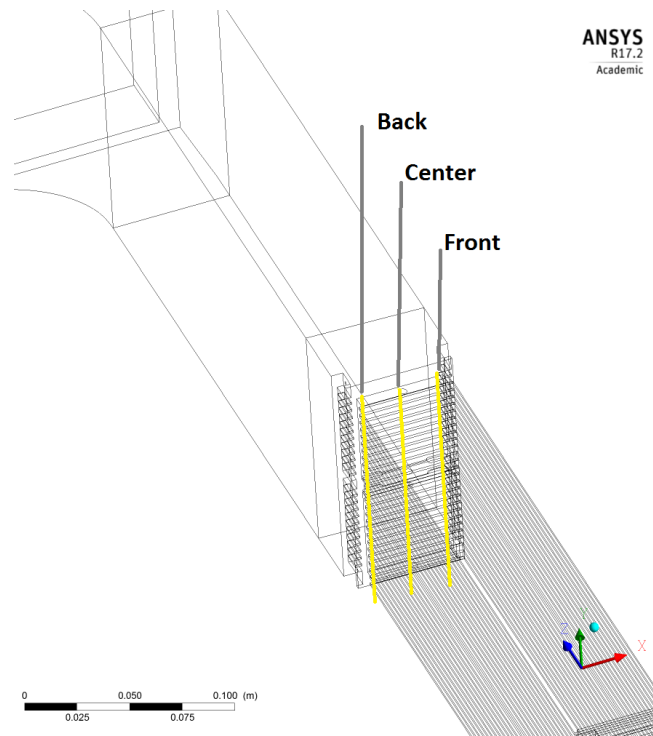 ANSYS
R17.2
Academic
Back
Center
Front
Y
Z
X
0 0.050 0.100 (m)
0.025 0.075